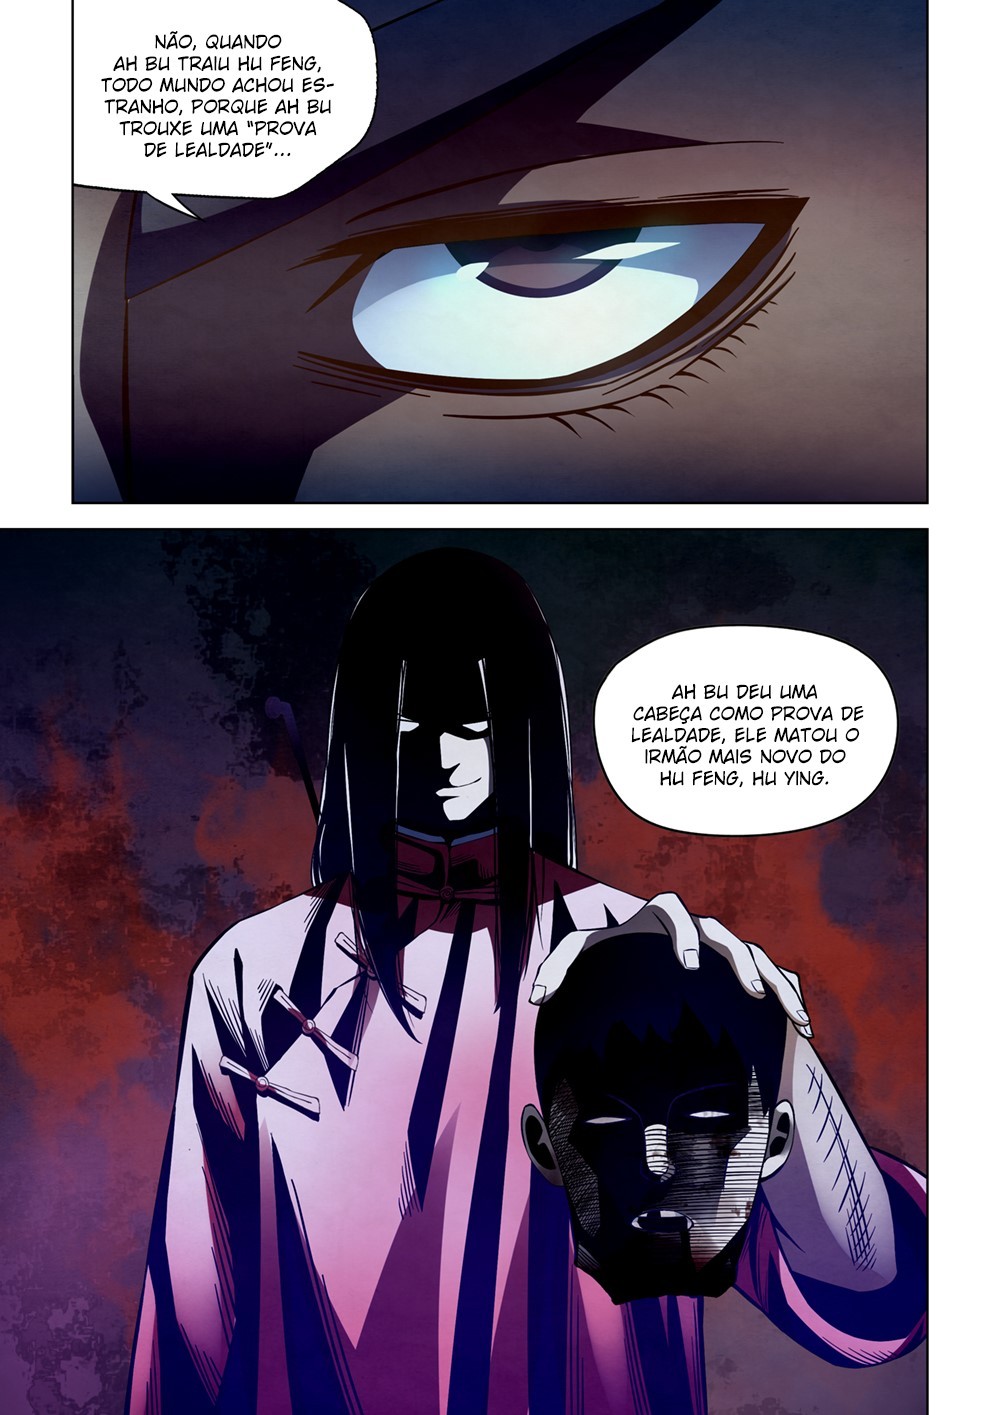 NÃO, QUANDO
AH BU TRAIU HU FENG,
TODO MUNDO ACHOU ES-
TRANHO, PORQUE AH BU
TROUXE UMA "PROVA
DE LEALDADE"...
AH BU DEU UMA
CABEÇA COMO PROVA DE
LEALDADE, ELE MATOU O
IRMÃO MAIS NOVO DO
HU FENG, HU YING.